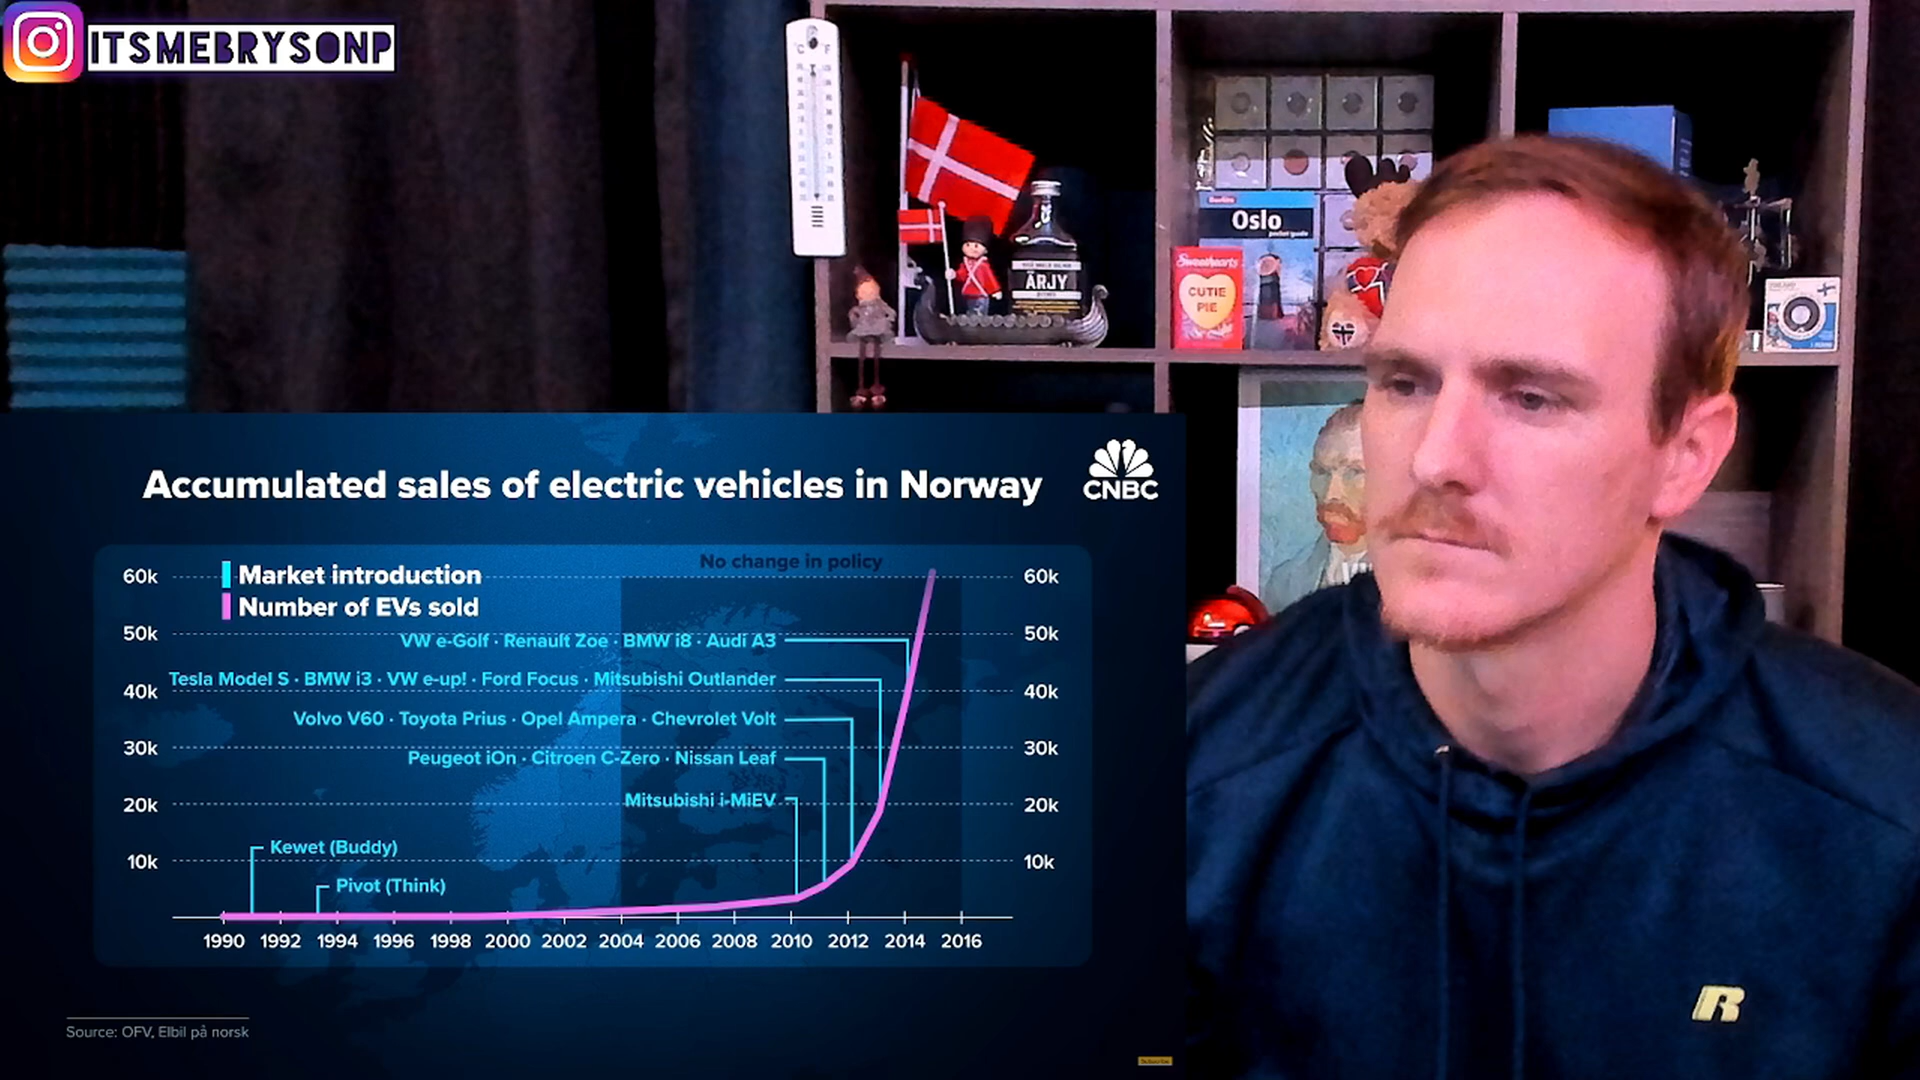 ITSMEBRYSONP
°C °F
Berlitz
Oslo
pocket guide
ÄRJY
Sweethearts
CUTIE
PIE
Accumulated sales of electric vehicles in Norway
CNBC
No change in policy
Market introduction
Number of EVs sold
60k 60k
50k 50k
VW e-Golf · Renault Zoe · BMW i8 · Audi A3
Tesla Model S · BMW i3 · VW e-up! · Ford Focus · Mitsubishi Outlander
40k 40k
Volvo V60 · Toyota Prius · Opel Ampera · Chevrolet Volt
30k 30k
Peugeot iOn · Citroen C-Zero · Nissan Leaf
20k 20k
Mitsubishi i-MiEV
Kewet (Buddy)
10k 10k
Pivot (Think)
1990 1992 1994 1996 1998 2000 2002 2004 2006 2008 2010 2012 2014 2016
Source: OFV, Elbil på norsk
R